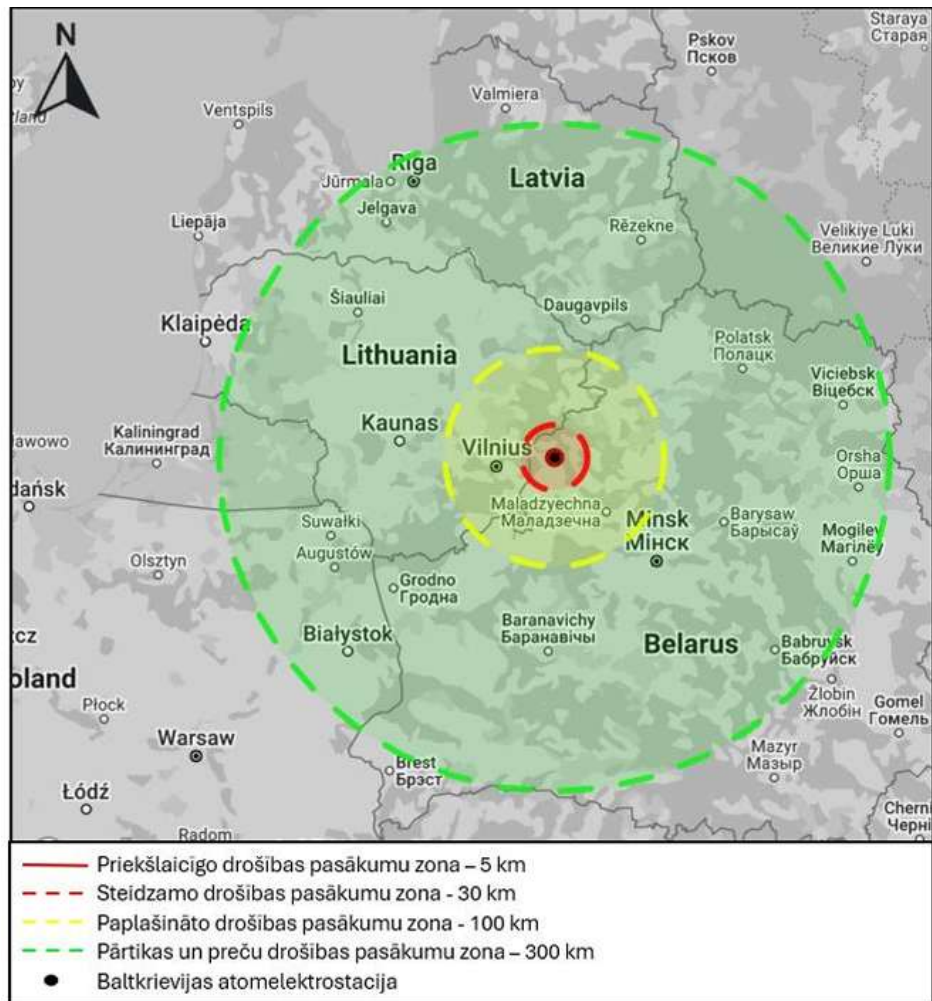 N
Staraya
Старая
Pskov
Псков
Valmiera
Ventspils
Rīga
Jūrmala
Latvia
Jelgava
Liepāja
Rēzekne
Velikiye Luki
Великие Луки
Šiauliai
Daugavpils
Klaipėda
Polatsk
Полацк
Lithuania
Viciebsk
Віцебск
Kaunas
Kaliningrad
Калининград
Vilnius
Orsha
Орша
Maladzyechna
Маладзечна
Minsk
Мінск
Barysaw
Барысаў
Suwałki
Mogilev
Магілёў
Augustów
Olsztyn
Grodno
Гродна
Baranavichy
Баранавічы
Białystok
Belarus
Babruysk
Бабруйск
Płock
Žlobin
Жлобін
Gomel
Гомель
Warsaw
Mazyr
Мазыр
Brest
Брэст
Łódź
Radom
Priekšlaicīgo drošības pasākumu zona – 5 km
Steidzamo drošības pasākumu zona - 30 km
Paplašināto drošības pasākumu zona - 100 km
Pārtikas un preču drošības pasākumu zona – 300 km
Baltkrievijas atomelektrostacija